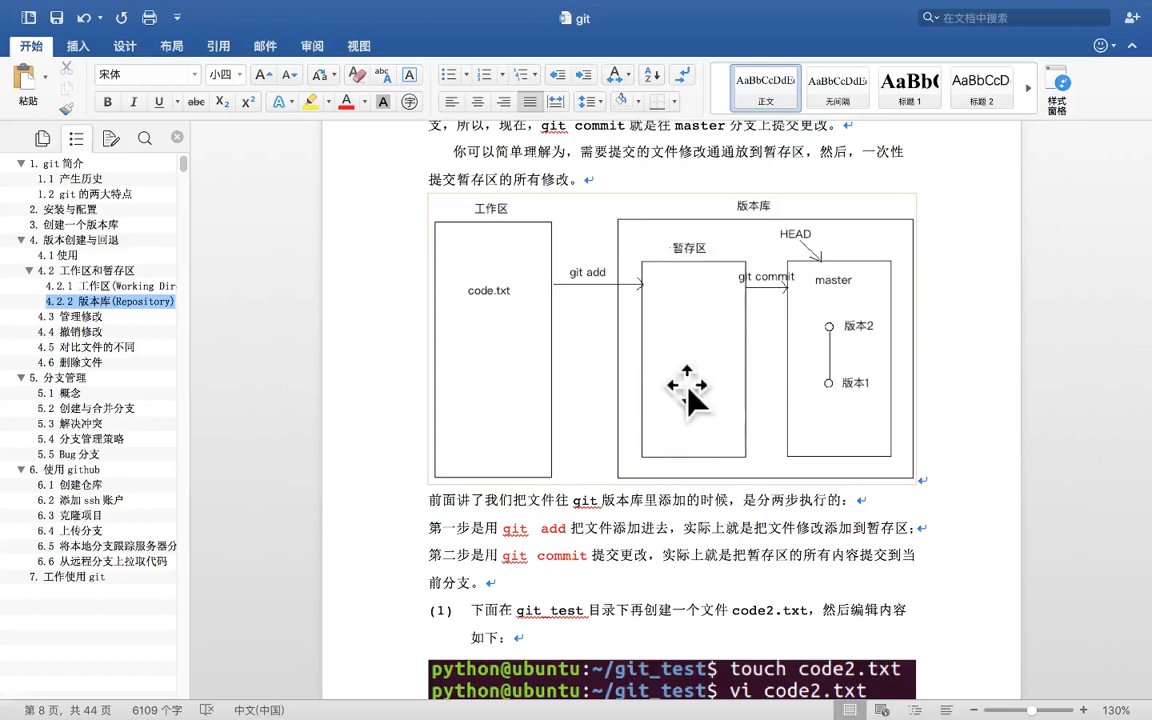 git
在文档中搜索
开始 插入 设计 布局 引用 邮件 审阅 视图
粘贴
宋体
小四
AaBbCcDdEe
正文
AaBbCcDdEe
无间隔
AaBb(
标题 1
AaBbCcD
标题 2
样式
窗格
1. git 简介
1.1 产生历史
1.2 git 的两大特点
2. 安装与配置
3. 创建一个版本库
4. 版本创建与回退
4.1 使用
4.2 工作区和暂存区
4.2.1 工作区(Working Dir
4.2.2 版本库(Repository)
4.3 管理修改
4.4 撤销修改
4.5 对比文件的不同
4.6 删除文件
5. 分支管理
5.1 概念
5.2 创建与合并分支
5.3 解决冲突
5.4 分支管理策略
5.5 Bug 分支
6. 使用 github
6.1 创建仓库
6.2 添加 ssh 账户
6.3 克隆项目
6.4 上传分支
6.5 将本地分支跟踪服务器分
6.6 从远程分支上拉取代码
7. 工作使用 git
支，所以，现在，git commit 就是往 master 分支上提交更改。
你可以简单理解为，需要提交的文件修改通通放到暂存区，然后，一次性
提交暂存区的所有修改。
工作区
版本库
HEAD
暂存区
git add
git commit
master
code.txt
版本2
版本1
前面讲了我们把文件往 git 版本库里添加的时候，是分两步执行的：
第一步是用 git add 把文件添加进去，实际上就是把文件修改添加到暂存区；
第二步是用 git commit 提交更改，实际上就是把暂存区的所有内容提交到当
前分支。
(1) 下面在 git_test 目录下再创建一个文件 code2.txt，然后编辑内容
如下：
python@ubuntu:~/git_test$ touch code2.txt
python@ubuntu:~/git_test$ vi code2.txt
第 8 页，共 44 页 6109 个字 中文(中国) 130%